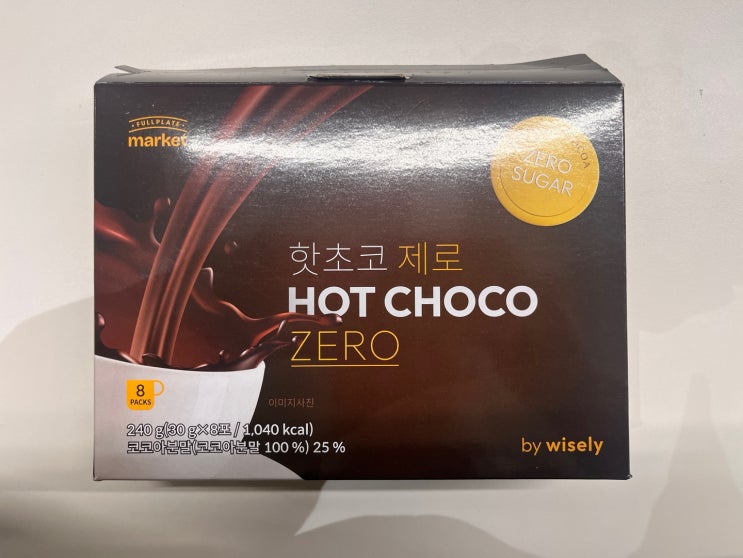 FULLPLATE
market
ZERO
SUGAR
핫초코 제로
HOT CHOCO
ZERO
8
PACKS
이미지사진
240 g(30 g×8포 / 1,040 kcal)
코코아분말(코코아분말 100 %) 25 %
by wisely